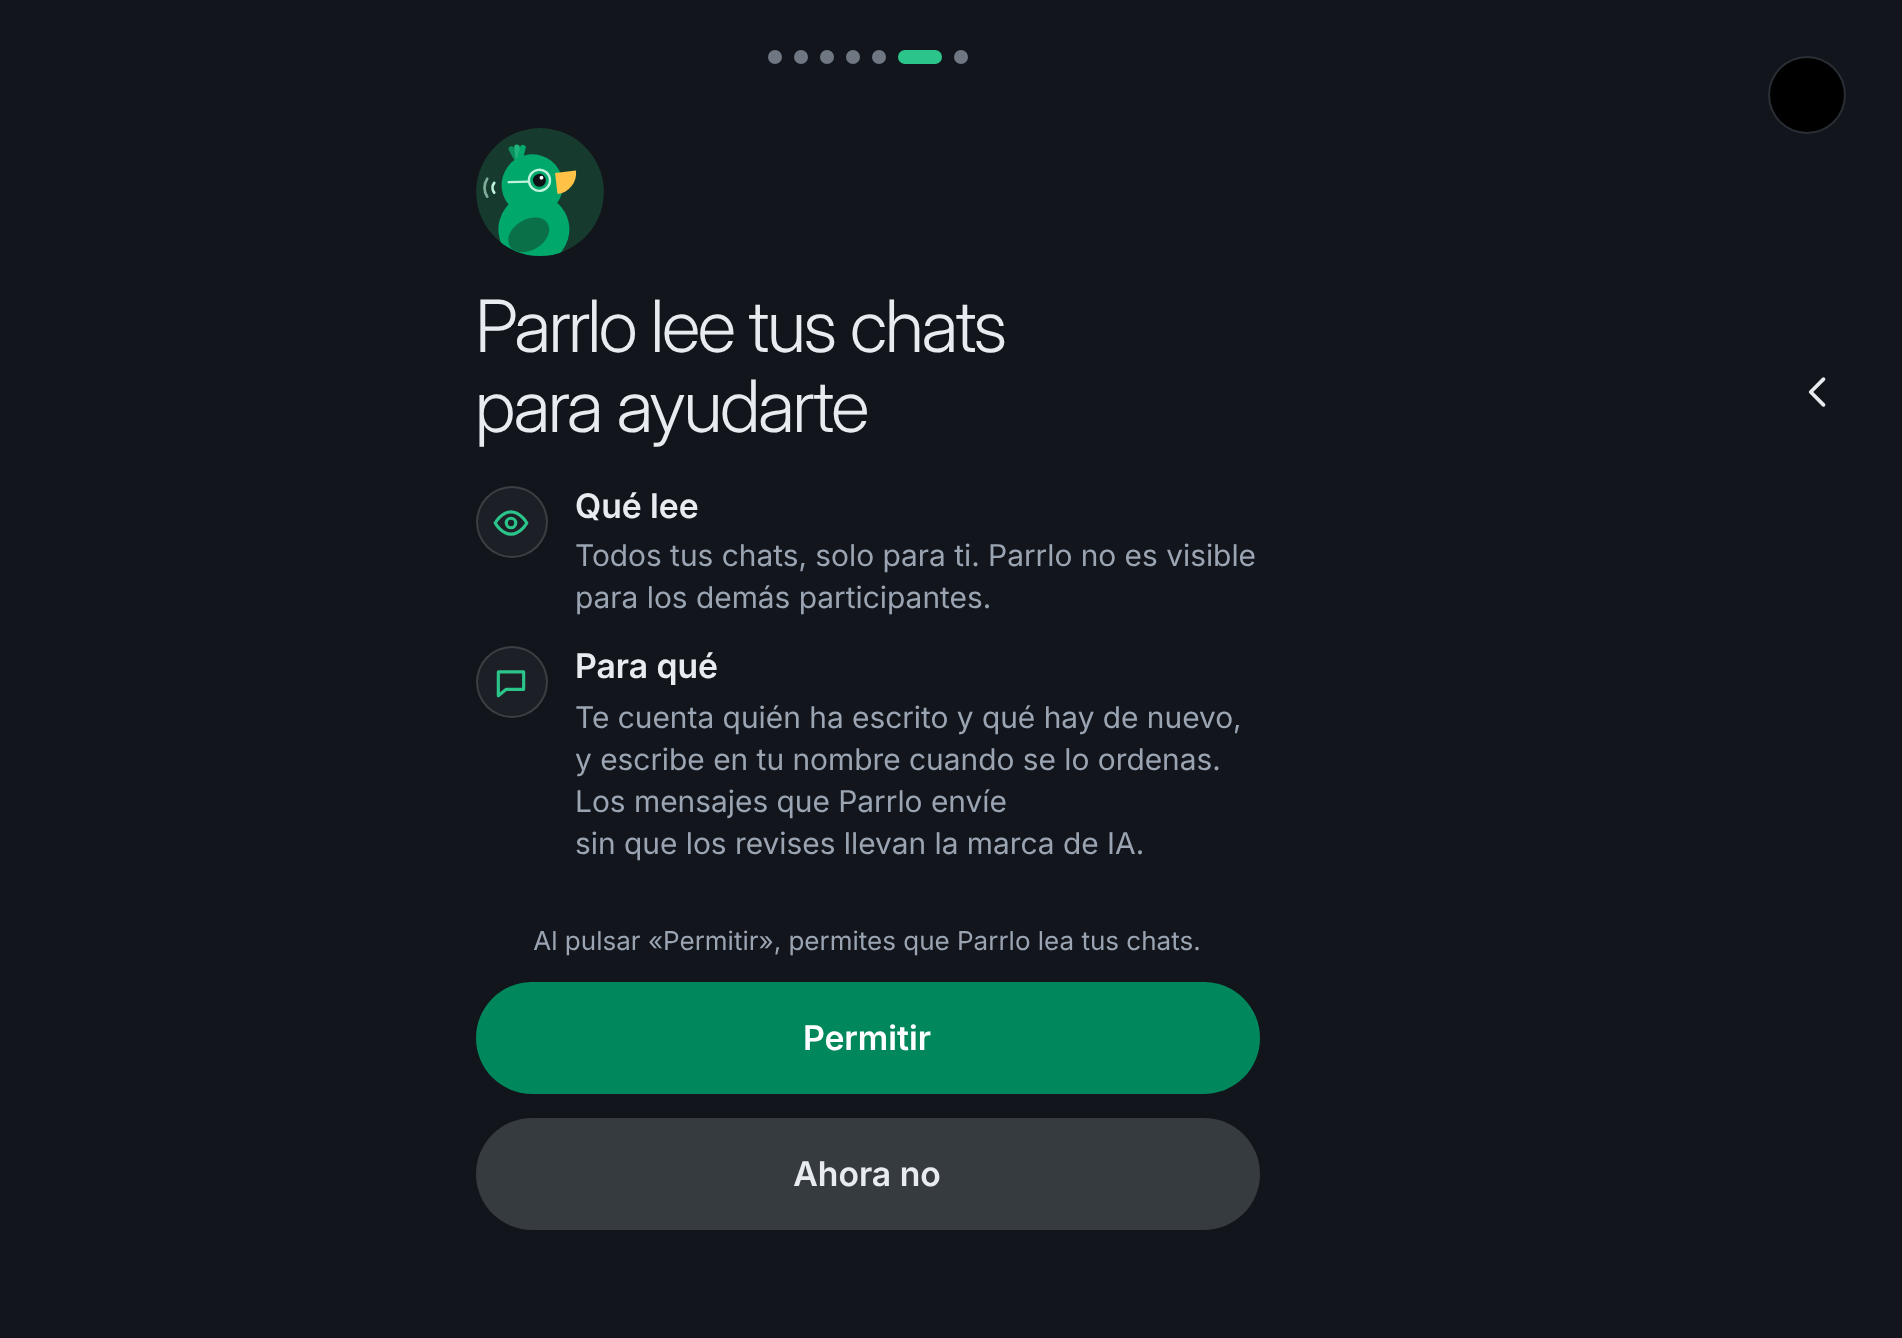 Parrlo lee tus chats
para ayudarte
Qué lee
Todos tus chats, solo para ti. Parrlo no es visible
para los demás participantes.
Para qué
Te cuenta quién ha escrito y qué hay de nuevo,
y escribe en tu nombre cuando se lo ordenas.
Los mensajes que Parrlo envíe
sin que los revises llevan la marca de IA.
Al pulsar «Permitir», permites que Parrlo lea tus chats.
Permitir
Ahora no